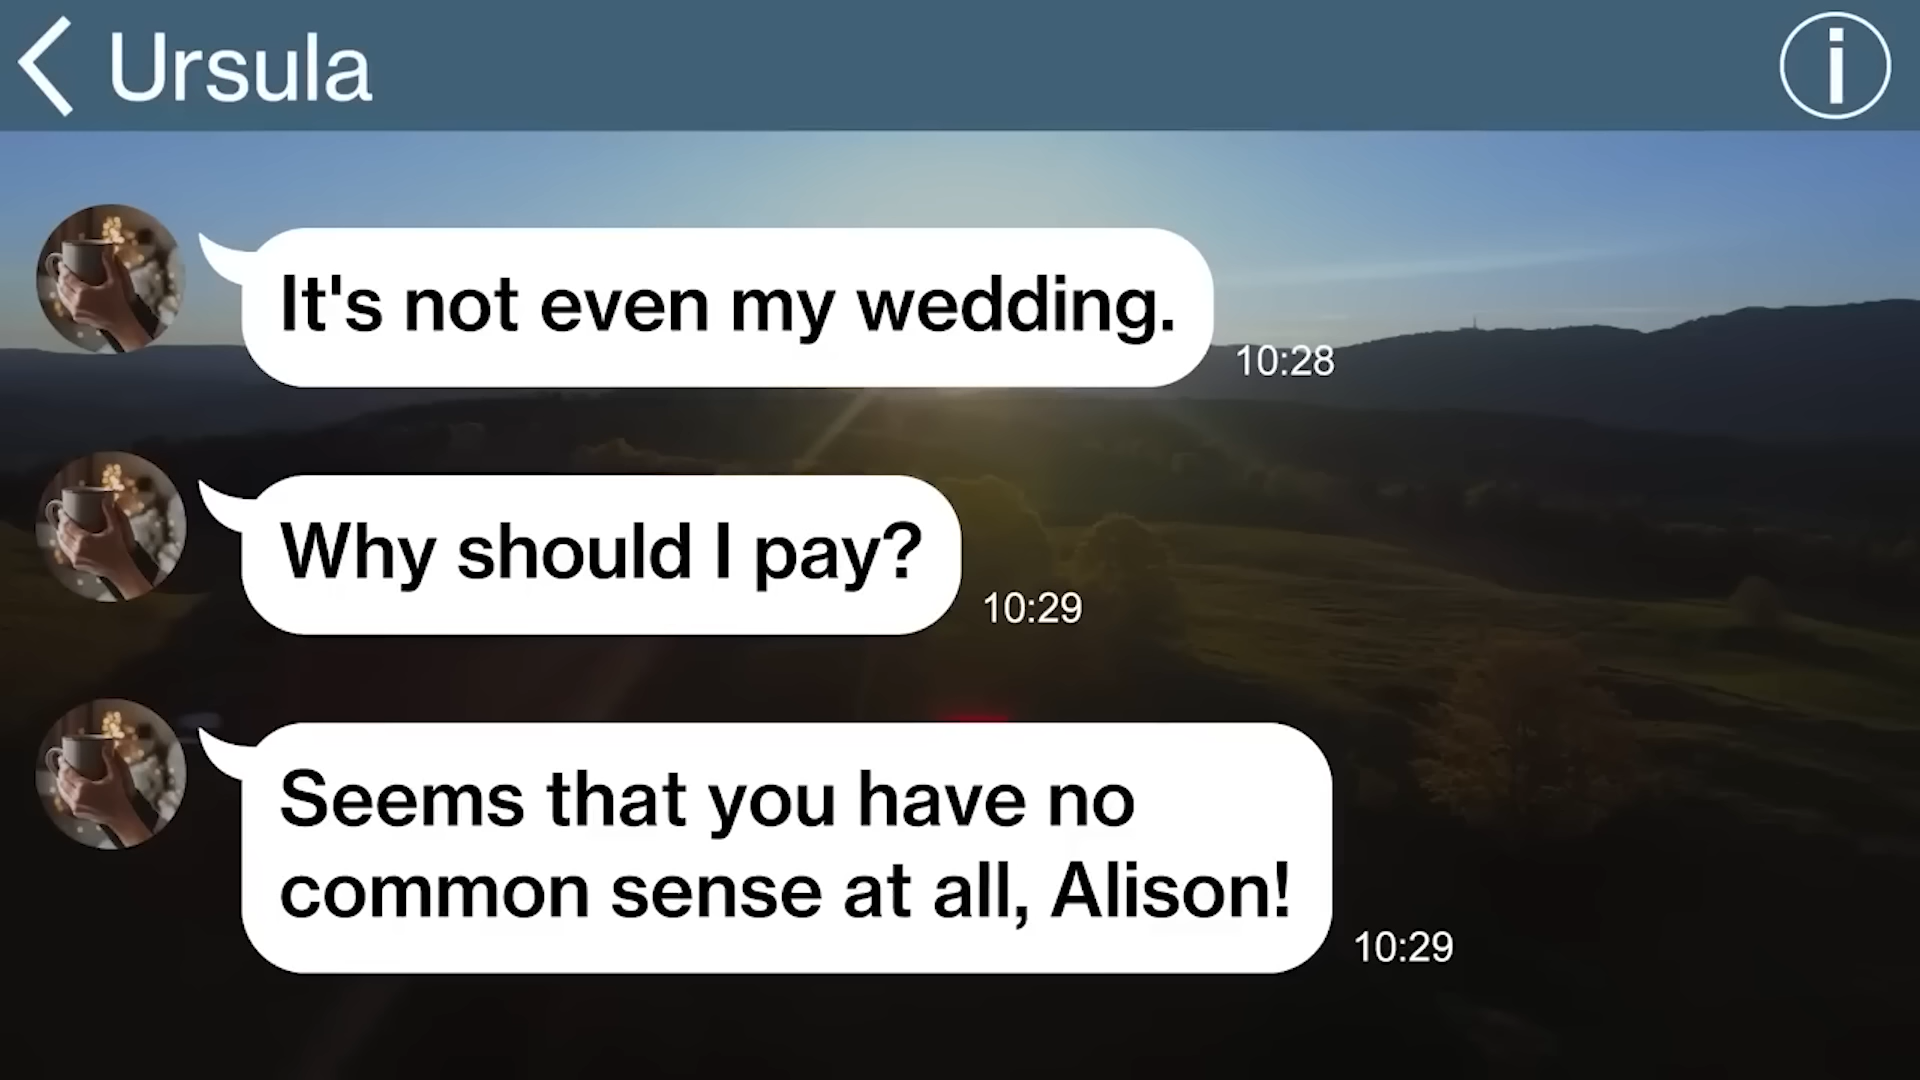 Ursula
It's not even my wedding.
10:28
Why should I pay?
10:29
Seems that you have no
common sense at all, Alison!
10:29